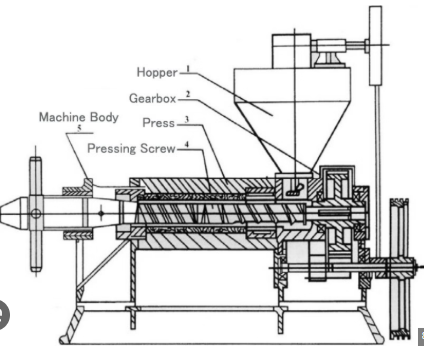 Hopper 1
Gearbox 2
Machine Body 5
Press 3
Pressing Screw 4